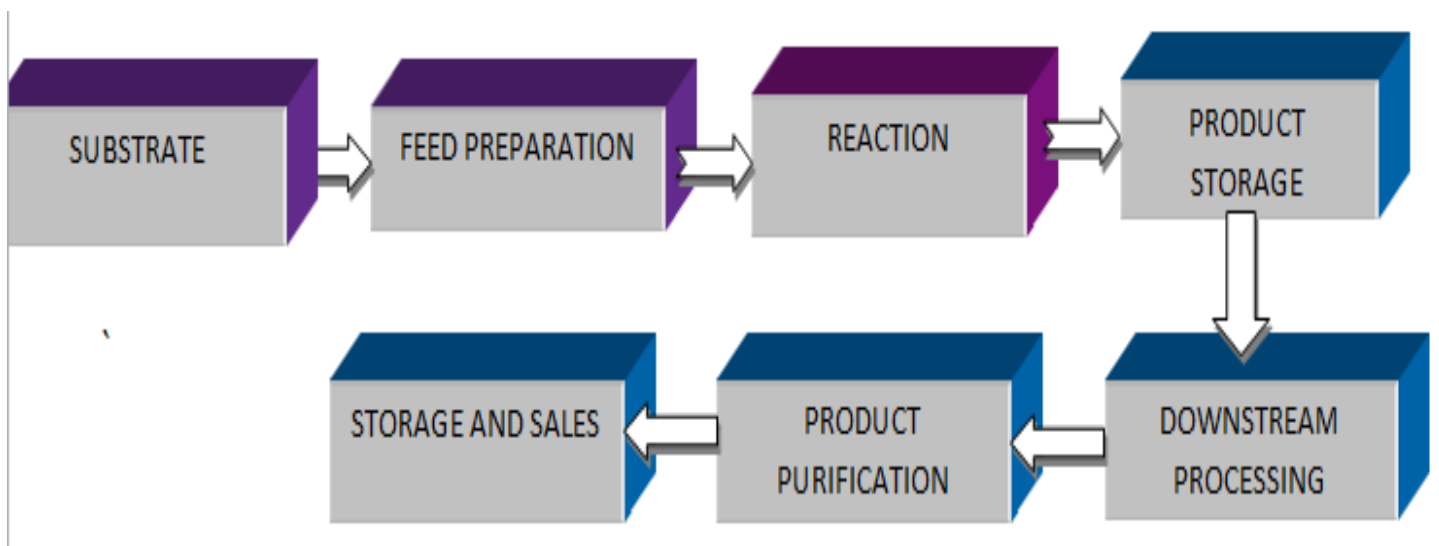 SUBSTRATE
FEED PREPARATION
REACTION
PRODUCT
STORAGE
DOWNSTREAM
PROCESSING
PRODUCT
PURIFICATION
STORAGE AND SALES